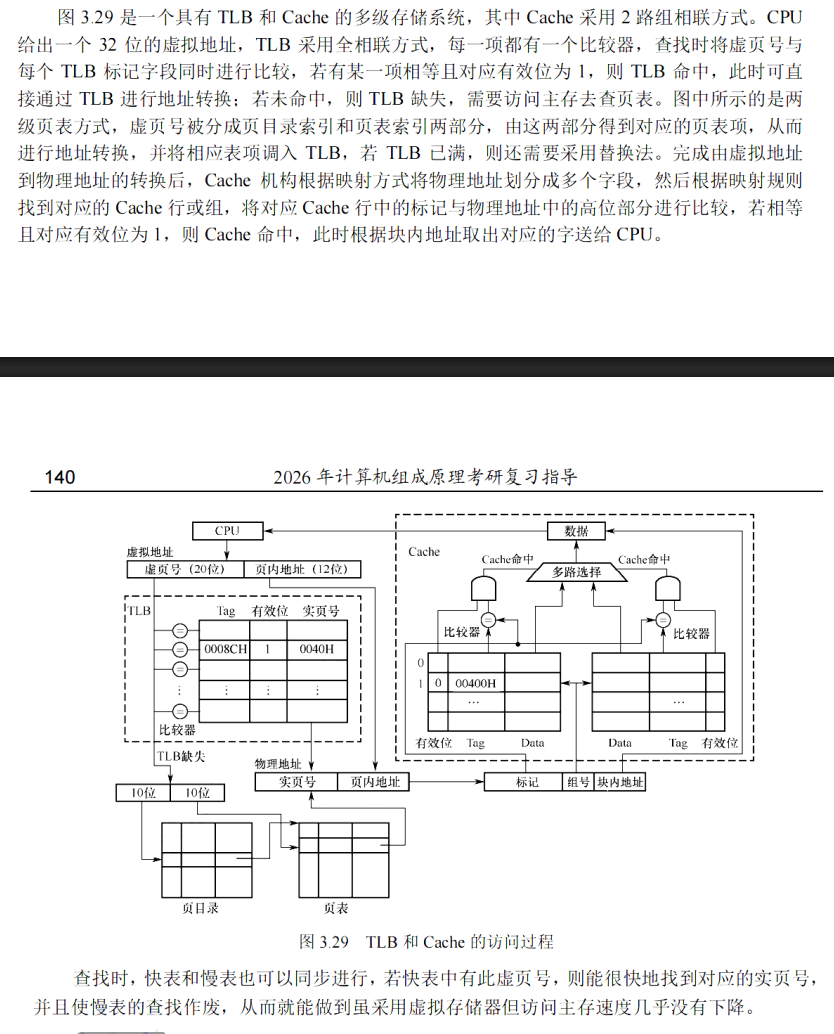 图 3.29 是一个具有 TLB 和 Cache 的多级存储系统，其中 Cache 采用 2 路组相联方式。CPU
给出一个 32 位的虚拟地址，TLB 采用全相联方式，每一项都有一个比较器，查找时将虚页号与
每个 TLB 标记字段同时进行比较，若有某一项相等且对应有效位为 1，则 TLB 命中，此时可直
接通过 TLB 进行地址转换；若未命中，则 TLB 缺失，需要访问主存去查页表。图中所示的是两
级页表方式，虚页号被分成页目录索引和页表索引两部分，由这两部分得到对应的页表项，从而
进行地址转换，并将相应表项调入 TLB，若 TLB 已满，则还需要采用替换法。完成由虚拟地址
到物理地址的转换后，Cache 机构根据映射方式将物理地址划分成多个字段，然后根据映射规则
找到对应的 Cache 行或组，将对应 Cache 行中的标记与物理地址中的高位部分进行比较，若相等
且对应有效位为 1，则 Cache 命中，此时根据块内地址取出对应的字送给 CPU。
140
2026 年计算机组成原理考研复习指导
CPU
虚拟地址
虚页号（20位） 页内地址（12位）
TLB
Tag 有效位 实页号
=
=
0008CH 1 0040H
=
⋮ ⋮ ⋮ ⋮
=
比较器
TLB缺失
10位 10位
页目录
页表
物理地址
实页号 页内地址
Cache
数据
Cache命中
多路选择
Cache命中
=
比较器
=
比较器
0
1 0 00400H
…
…
有效位 Tag Data
Data Tag 有效位
标记 组号 块内地址
图 3.29 TLB 和 Cache 的访问过程
查找时，快表和慢表也可以同步进行，若快表中有此虚页号，则能很快地找到对应的实页号，
并且使慢表的查找作废，从而就能做到虽采用虚拟存储器但访问主存速度几乎没有下降。